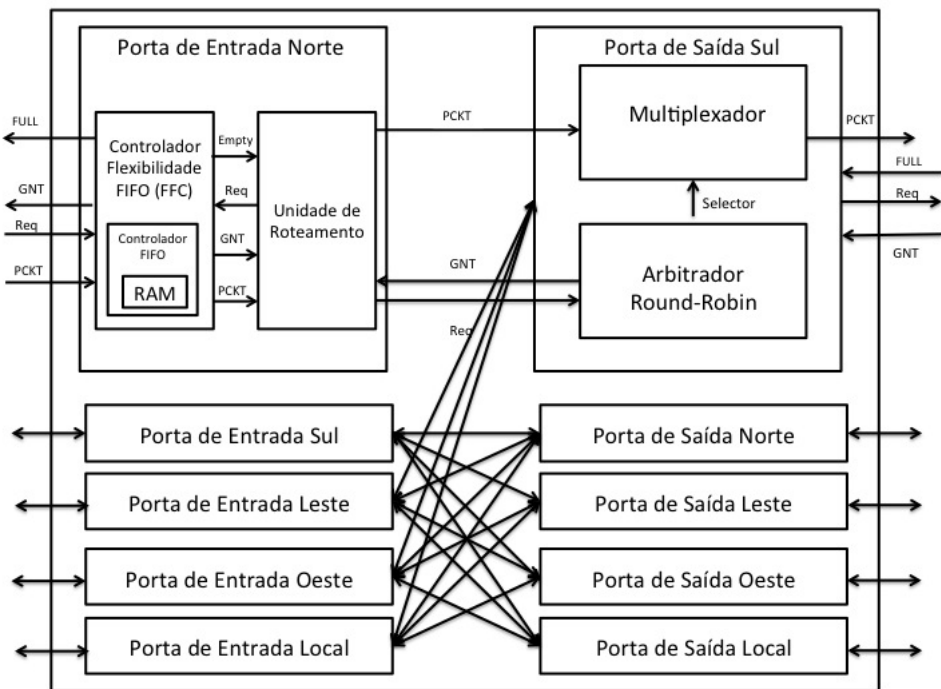 Porta de Entrada Norte
Porta de Saída Sul
FULL
GNT
Req
PCKT
Controlador
Flexibilidade
FIFO (FFC)
Controlador
FIFO
RAM
Empty
Req
GNT
PCKT
Unidade de
Roteamento
PCKT
GNT
Req
Multiplexador
Selector
Arbitrador
Round-Robin
PCKT
FULL
Req
GNT
Porta de Entrada Sul
Porta de Saída Norte
Porta de Entrada Leste
Porta de Saída Leste
Porta de Entrada Oeste
Porta de Saída Oeste
Porta de Entrada Local
Porta de Saída Local